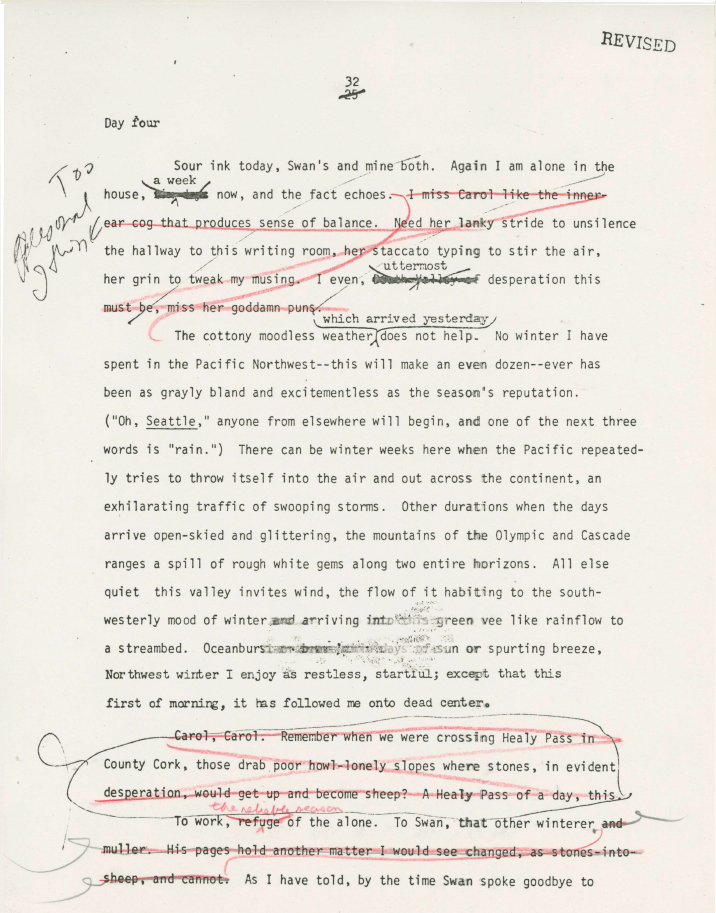 REVISED
32
25
Day four
Too
personal
I think
Sour ink today, Swan's and mine both. Again I am alone in the
a week
house, now, and the fact echoes. I miss Carol like the inner-
ear cog that produces sense of balance. Need her lanky stride to unsilence
the hallway to this writing room, her staccato typing to stir the air,
her grin to tweak my musing. I even, desperation this
uttermost
must be, miss her goddamn puns.
which arrived yesterday
The cottony moodless weather does not help. No winter I have
spent in the Pacific Northwest--this will make an even dozen--ever has
been as grayly bland and excitementless as the season's reputation.
("Oh, Seattle," anyone from elsewhere will begin, and one of the next three
words is "rain.") There can be winter weeks here when the Pacific repeated-
ly tries to throw itself into the air and out across the continent, an
exhilarating traffic of swooping storms. Other durations when the days
arrive open-skied and glittering, the mountains of the Olympic and Cascade
ranges a spill of rough white gems along two entire horizons. All else
quiet this valley invites wind, the flow of it habiting to the south-
westerly mood of winter and arriving into this green vee like rainflow to
a streambed. Oceanburst sun or spurting breeze,
Northwest winter I enjoy as restless, startful; except that this
first of morning, it has followed me onto dead center.
Carol, Carol. Remember when we were crossing Healy Pass in
County Cork, those drab poor howl-lonely slopes where stones, in evident
desperation, would get up and become sheep? A Healy Pass of a day, this.
the reliable season
To work, refuge of the alone. To Swan, that other winterer and
muller. His pages hold another matter I would see changed, as stones-into-
sheep, and cannot. As I have told, by the time Swan spoke goodbye to